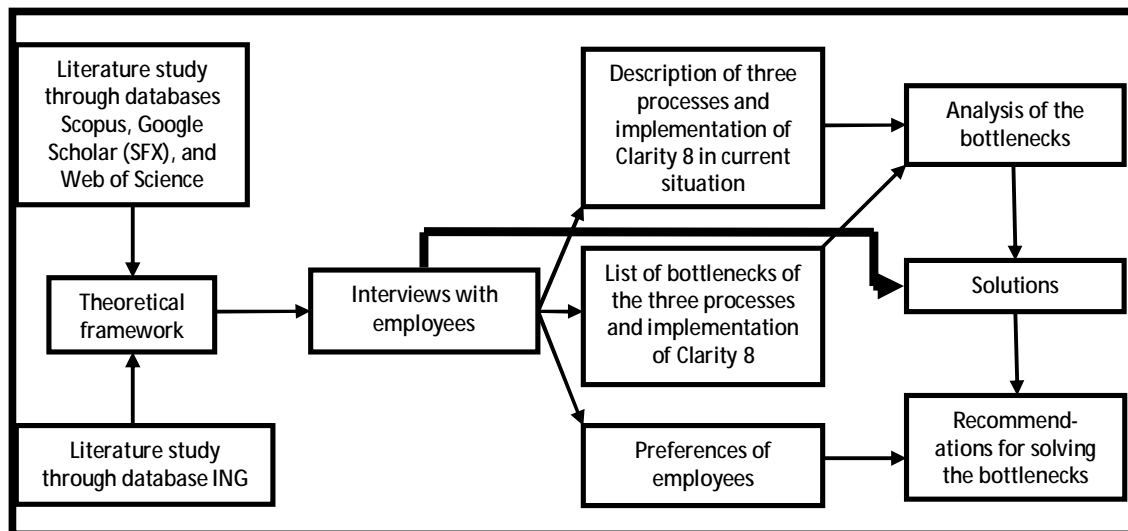 Literature study
through databases
Scopus, Google
Scholar (SFX), and
Web of Science
Theoretical
framework
Literature study
through database ING
Interviews with
employees
Description of three
processes and
implementation of
Clarity 8 in current
situation
List of bottlenecks of
the three processes
and implementation
of Clarity 8
Preferences of
employees
Analysis of the
bottlenecks
Solutions
Recommend-
ations for solving
the bottlenecks